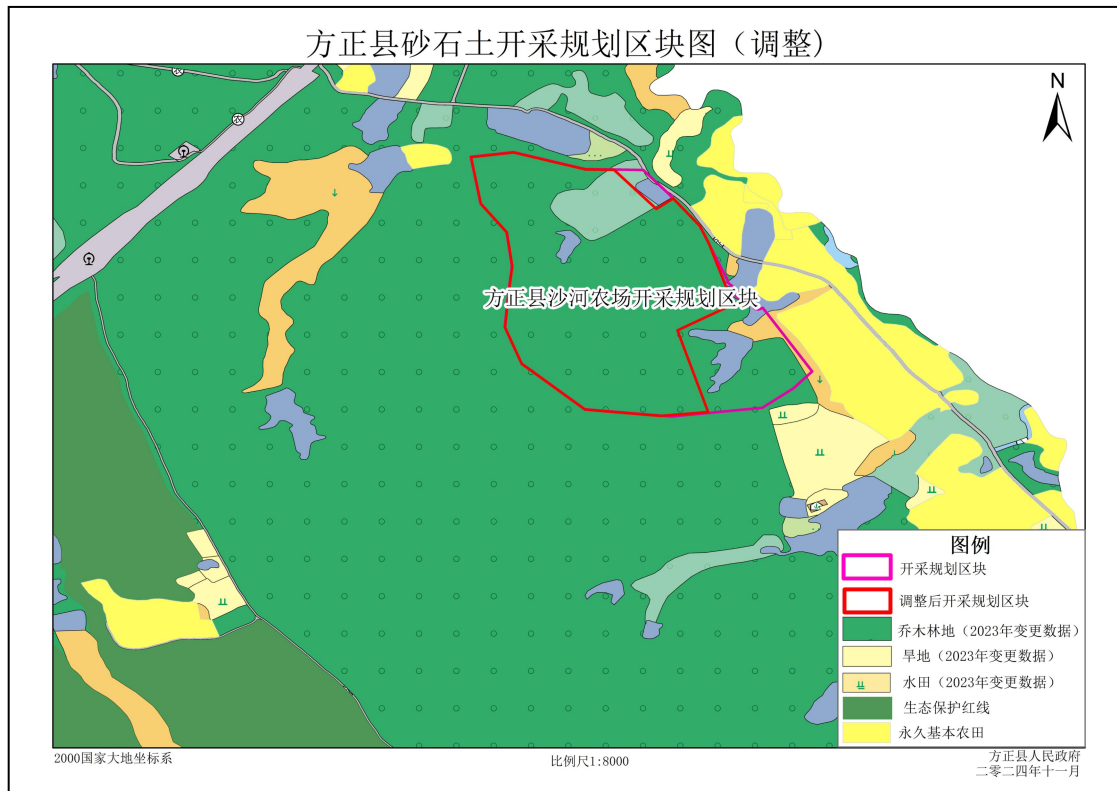 方正县砂石土开采规划区块图（调整)
N
农
农
方正县沙河农场开采规划区块
图例
开采规划区块
调整后开采规划区块
乔木林地（2023年变更数据）
旱地（2023年变更数据）
水田（2023年变更数据）
生态保护红线
永久基本农田
2000国家大地坐标系
比例尺1:8000
方正县人民政府
二零二四年十一月